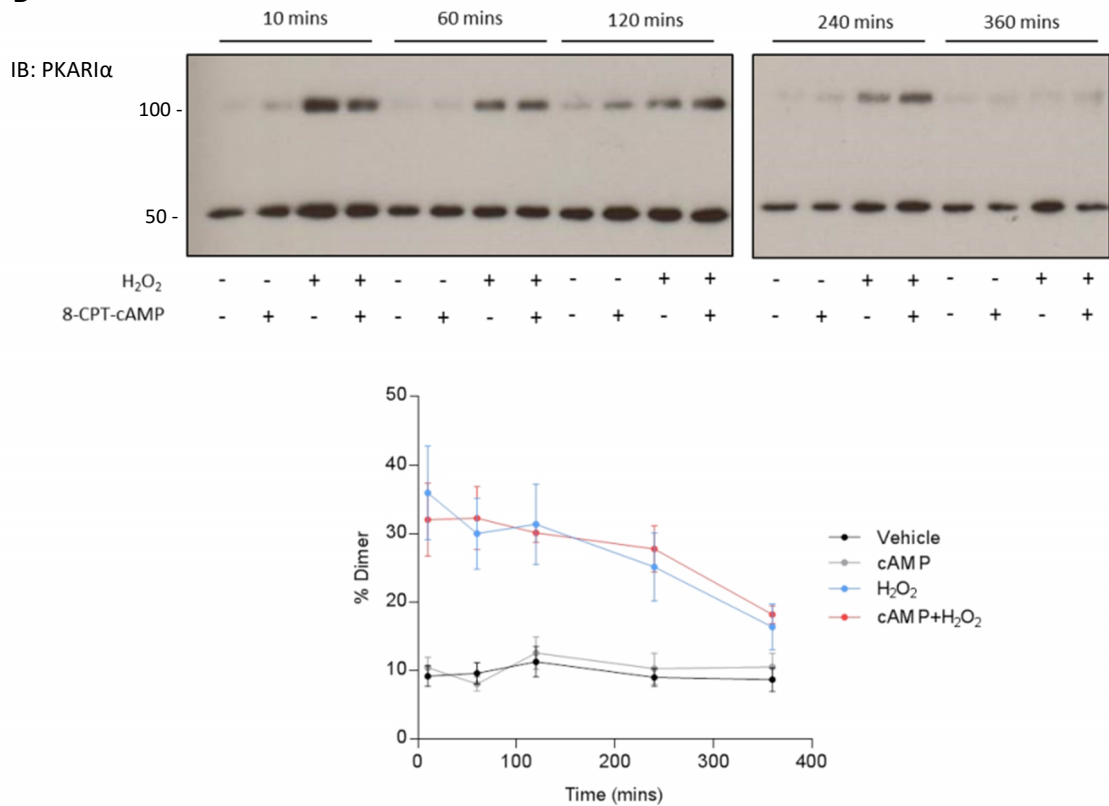 10 mins 60 mins 120 mins 240 mins 360 mins
IB: PKARIα
100 -
50 -
H₂O₂ - - + + - - + + - - + + - - + + - - + +
8-CPT-cAMP - + - + - + - + - + - + - + - + - + - +
50
40
30
20
10
0
% Dimer
0 100 200 300 400
Time (mins)
Vehicle
cAMP
H₂O₂
cAMP+H₂O₂